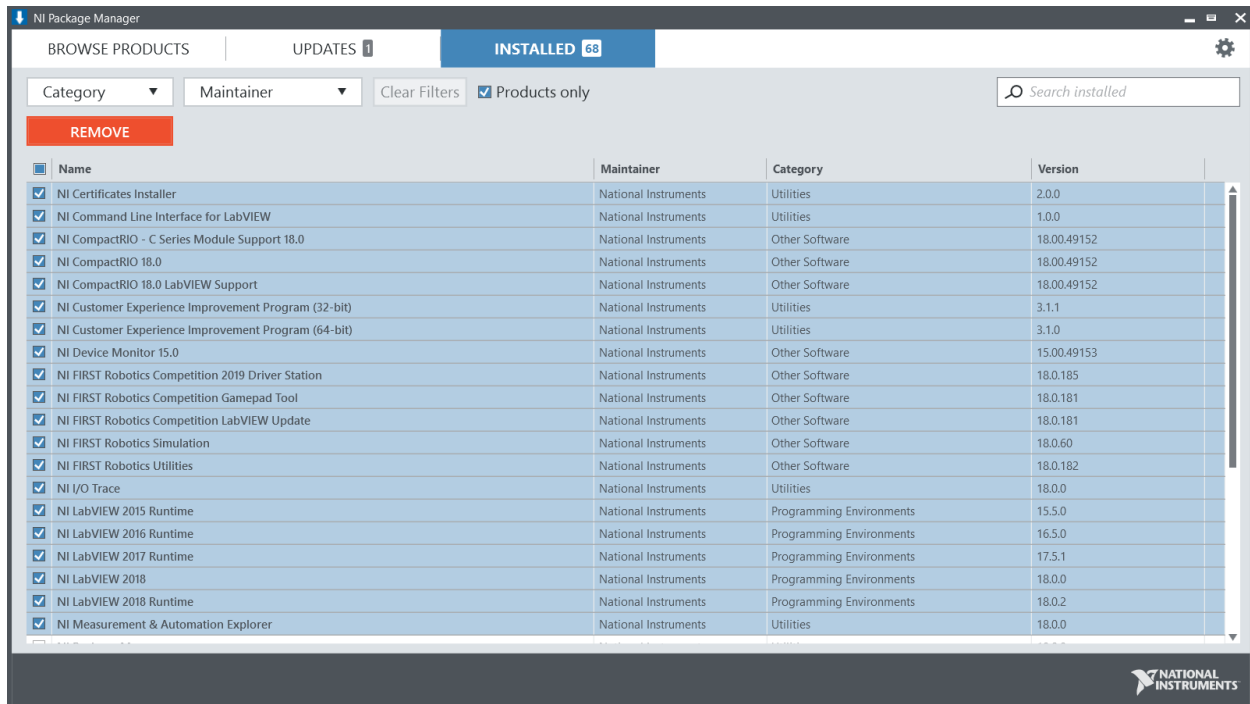 NI Package Manager
BROWSE PRODUCTS UPDATES 1 INSTALLED 68
Category Maintainer Clear Filters Products only Search installed
REMOVE
Name Maintainer Category Version
NI Certificates Installer National Instruments Utilities 2.0.0
NI Command Line Interface for LabVIEW National Instruments Utilities 1.0.0
NI CompactRIO - C Series Module Support 18.0 National Instruments Other Software 18.00.49152
NI CompactRIO 18.0 National Instruments Other Software 18.00.49152
NI CompactRIO 18.0 LabVIEW Support National Instruments Other Software 18.00.49152
NI Customer Experience Improvement Program (32-bit) National Instruments Utilities 3.1.1
NI Customer Experience Improvement Program (64-bit) National Instruments Utilities 3.1.0
NI Device Monitor 15.0 National Instruments Other Software 15.00.49153
NI FIRST Robotics Competition 2019 Driver Station National Instruments Other Software 18.0.185
NI FIRST Robotics Competition Gamepad Tool National Instruments Other Software 18.0.181
NI FIRST Robotics Competition LabVIEW Update National Instruments Other Software 18.0.181
NI FIRST Robotics Simulation National Instruments Other Software 18.0.60
NI FIRST Robotics Utilities National Instruments Other Software 18.0.182
NI I/O Trace National Instruments Utilities 18.0.0
NI LabVIEW 2015 Runtime National Instruments Programming Environments 15.5.0
NI LabVIEW 2016 Runtime National Instruments Programming Environments 16.5.0
NI LabVIEW 2017 Runtime National Instruments Programming Environments 17.5.1
NI LabVIEW 2018 National Instruments Programming Environments 18.0.0
NI LabVIEW 2018 Runtime National Instruments Programming Environments 18.0.2
NI Measurement & Automation Explorer National Instruments Utilities 18.0.0
NATIONAL
INSTRUMENTS